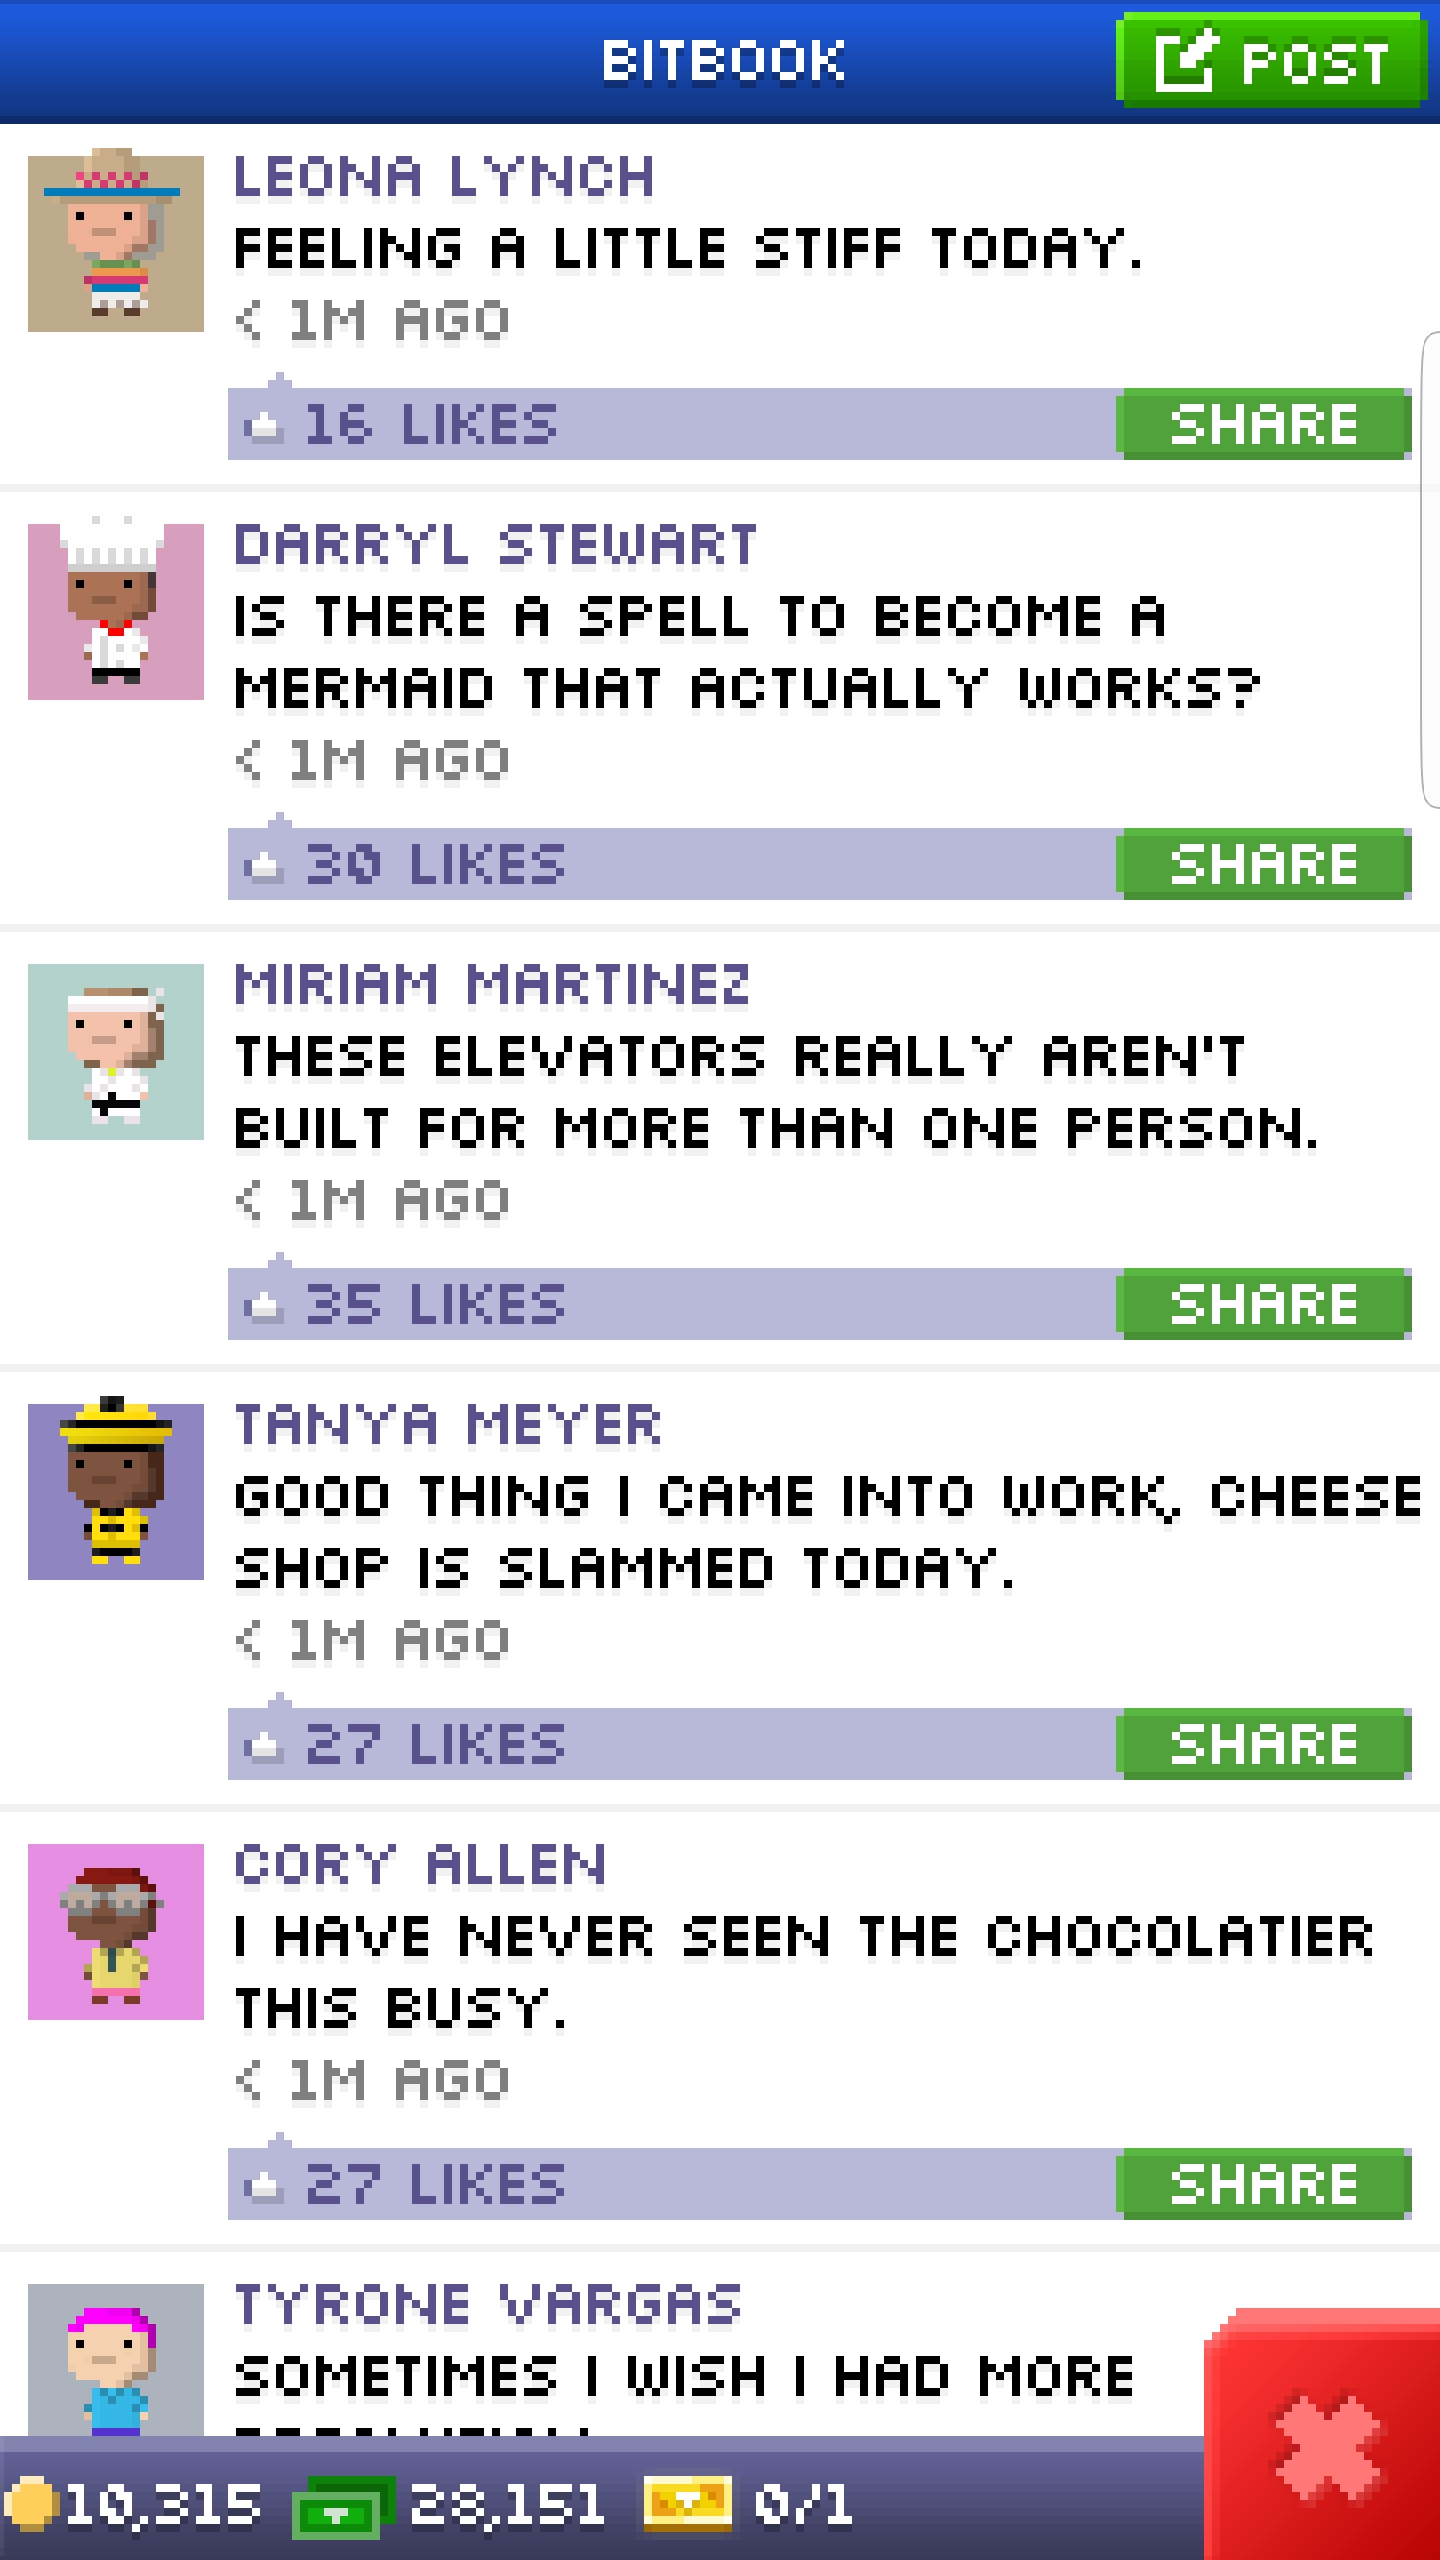 BITBOOK
POST
LEONA LYNCH
FEELING A LITTLE STIFF TODAY.
< 1M AGO
16 LIKES
SHARE
DARRYL STEWART
IS THERE A SPELL TO BECOME A
MERMAID THAT ACTUALLY WORKS?
< 1M AGO
30 LIKES
SHARE
MIRIAM MARTINEZ
THESE ELEVATORS REALLY AREN'T
BUILT FOR MORE THAN ONE PERSON.
< 1M AGO
35 LIKES
SHARE
TANYA MEYER
GOOD THING I CAME INTO WORK, CHEESE
SHOP IS SLAMMED TODAY.
< 1M AGO
27 LIKES
SHARE
CORY ALLEN
I HAVE NEVER SEEN THE CHOCOLATIER
THIS BUSY.
< 1M AGO
27 LIKES
SHARE
TYRONE VARGAS
SOMETIMES I WISH I HAD MORE
10,315
28,151
0/1